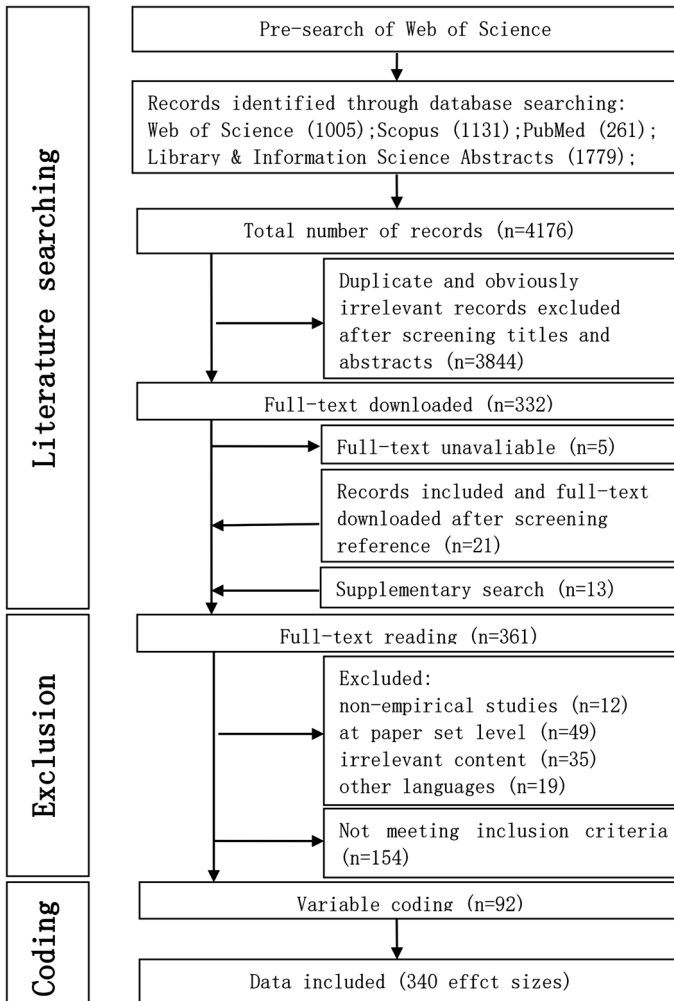 Literature searching
Pre-search of Web of Science
Records identified through database searching:
Web of Science (1005);Scopus (1131);PubMed (261);
Library & Information Science Abstracts (1779);
Total number of records (n=4176)
Duplicate and obviously
irrelevant records excluded
after screening titles and
abstracts (n=3844)
Full-text downloaded (n=332)
Full-text unavaliable (n=5)
Records included and full-text
downloaded after screening
reference (n=21)
Supplementary search (n=13)
Exclusion
Full-text reading (n=361)
Excluded:
non-empirical studies (n=12)
at paper set level (n=49)
irrelevant content (n=35)
other languages (n=19)
Not meeting inclusion criteria
(n=154)
Coding
Variable coding (n=92)
Data included (340 effct sizes)